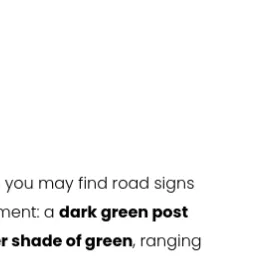 you may find road signs
ment: a dark green post
r shade of green, ranging